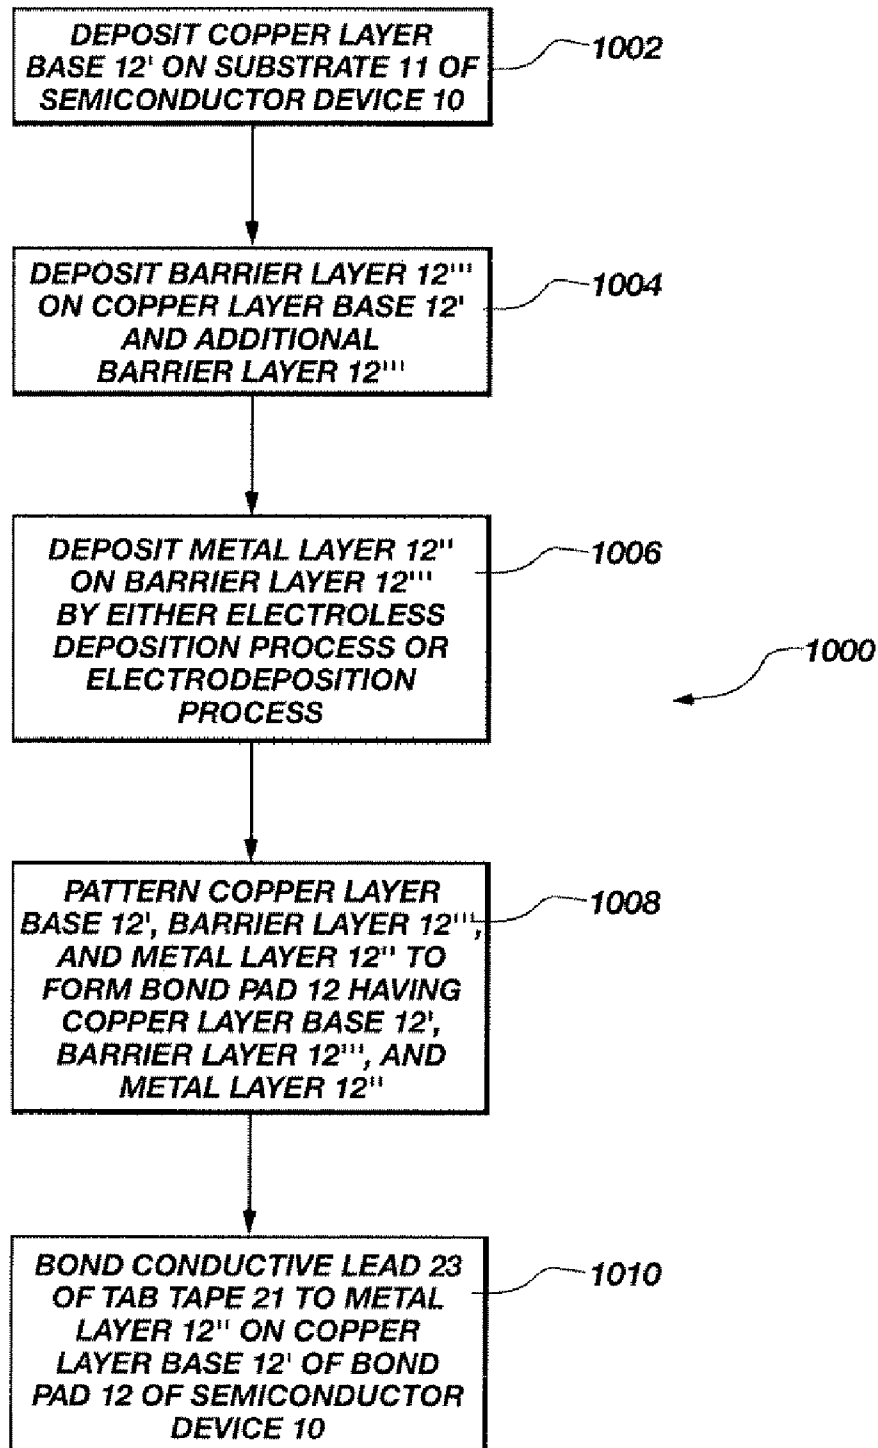 DEPOSIT COPPER LAYER
BASE 12' ON SUBSTRATE 11 OF
SEMICONDUCTOR DEVICE 10
1002
DEPOSIT BARRIER LAYER 12'''
ON COPPER LAYER BASE 12'
AND ADDITIONAL
BARRIER LAYER 12'''
1004
DEPOSIT METAL LAYER 12''
ON BARRIER LAYER 12'''
BY EITHER ELECTROLESS
DEPOSITION PROCESS OR
ELECTRODEPOSITION
PROCESS
1006
1000
PATTERN COPPER LAYER
BASE 12', BARRIER LAYER 12''',
AND METAL LAYER 12'' TO
FORM BOND PAD 12 HAVING
COPPER LAYER BASE 12',
BARRIER LAYER 12''', AND
METAL LAYER 12''
1008
BOND CONDUCTIVE LEAD 23
OF TAB TAPE 21 TO METAL
LAYER 12'' ON COPPER
LAYER BASE 12' OF BOND
PAD 12 OF SEMICONDUCTOR
DEVICE 10
1010